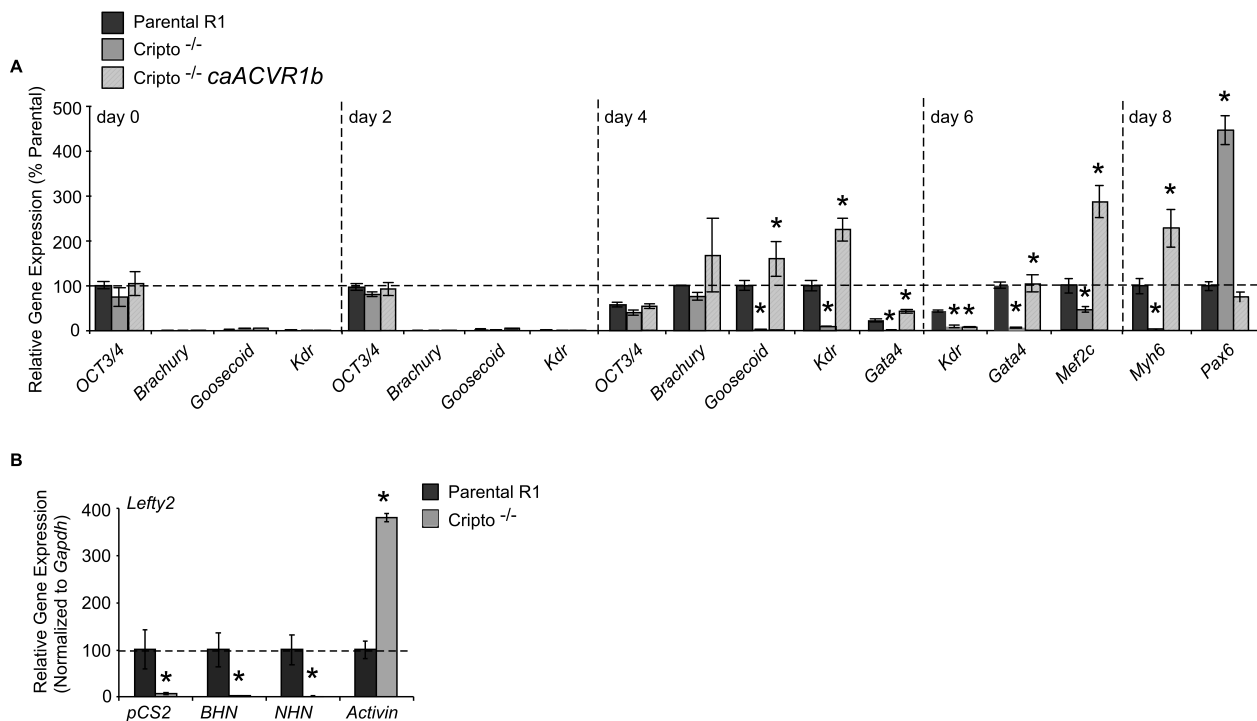 Parental R1
Cripto -/-
Cripto -/- caACVR1b
A
Relative Gene Expression (% Parental)
500
400
300
200
100
0
day 0
day 2
day 4
day 6
day 8
* * * * * * * * * * * * * * *
OCT3/4 Brachury Goosecoid Kdr OCT3/4 Brachury Goosecoid Kdr OCT3/4 Brachury Goosecoid Kdr Gata4 Kdr Gata4 Mef2c Myh6 Pax6
B
Relative Gene Expression
(Normalized to Gapdh)
Lefty2
400
300
200
100
0
* * * *
pCS2 BHN NHN Activin
Parental R1
Cripto -/-